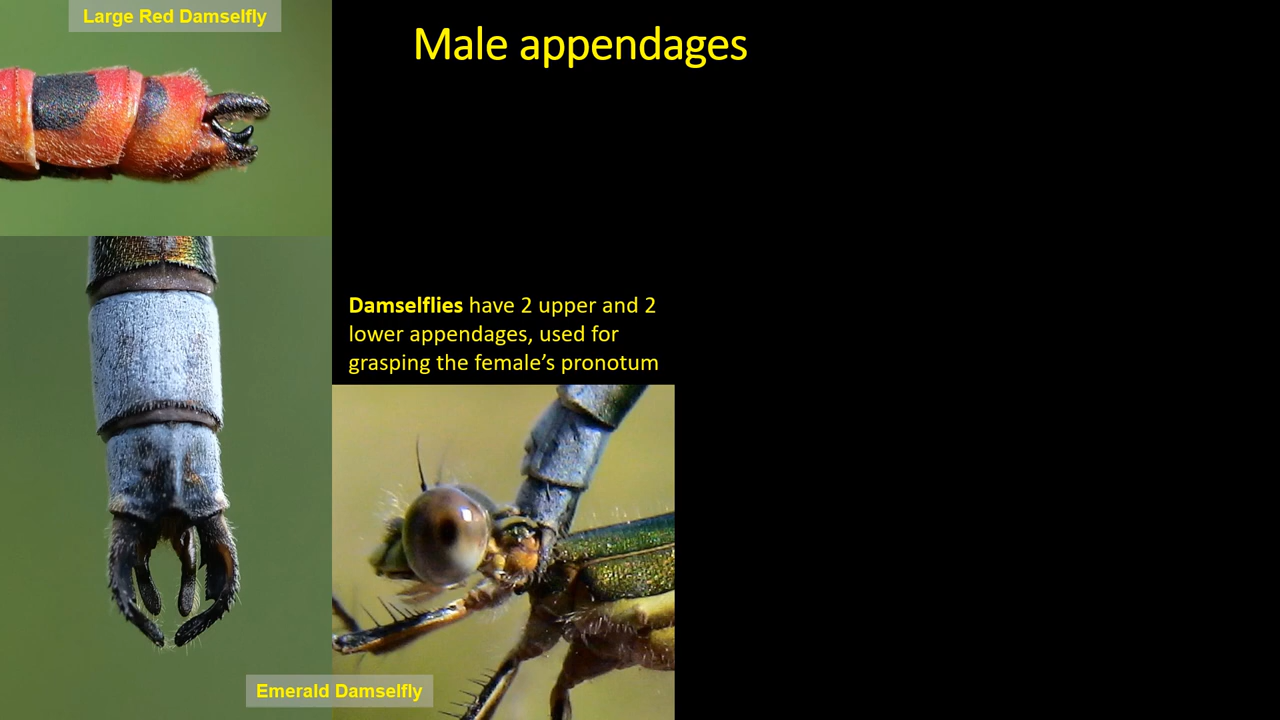 Large Red Damselfly
Male appendages
Damselflies have 2 upper and 2
lower appendages, used for
grasping the female’s pronotum
Emerald Damselfly